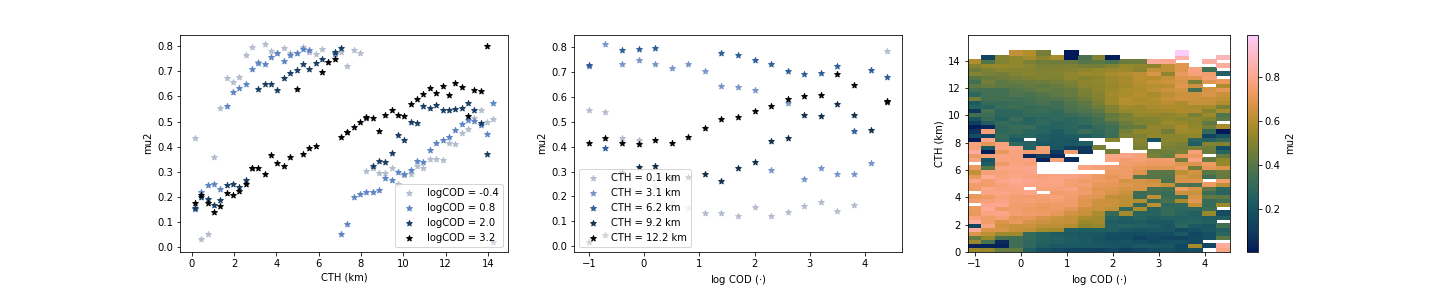 mu2
0.8
0.7
0.6
0.5
0.4
0.3
0.2
0.1
0.0
0 2 4 6 8 10 12 14
CTH (km)
logCOD = -0.4
logCOD = 0.8
logCOD = 2.0
logCOD = 3.2
mu2
0.8
0.7
0.6
0.5
0.4
0.3
0.2
0.1
0.0
−1 0 1 2 3 4
log COD (·)
CTH = 0.1 km
CTH = 3.1 km
CTH = 6.2 km
CTH = 9.2 km
CTH = 12.2 km
CTH (km)
14
12
10
8
6
4
2
0
−1 0 1 2 3 4
log COD (·)
0.8
0.6
0.4
0.2
mu2